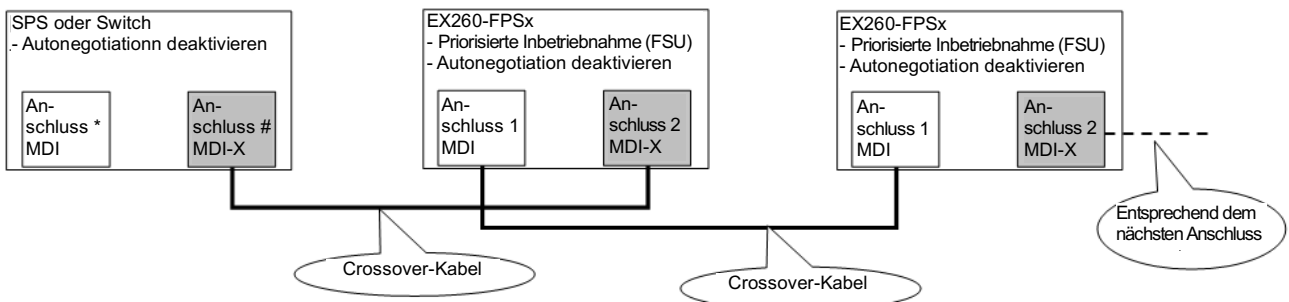 SPS oder Switch
- Autonegotiationn deaktivieren
An-
schluss *
MDI
An-
schluss #
MDI-X
EX260-FPSx
- Priorisierte Inbetriebnahme (FSU)
- Autonegotiation deaktivieren
An-
schluss 1
MDI
An-
schluss 2
MDI-X
EX260-FPSx
- Priorisierte Inbetriebnahme (FSU)
- Autonegotiation deaktivieren
An-
schluss 1
MDI
An-
schluss 2
MDI-X
Entsprechend dem
nächsten Anschluss
Crossover-Kabel
Crossover-Kabel